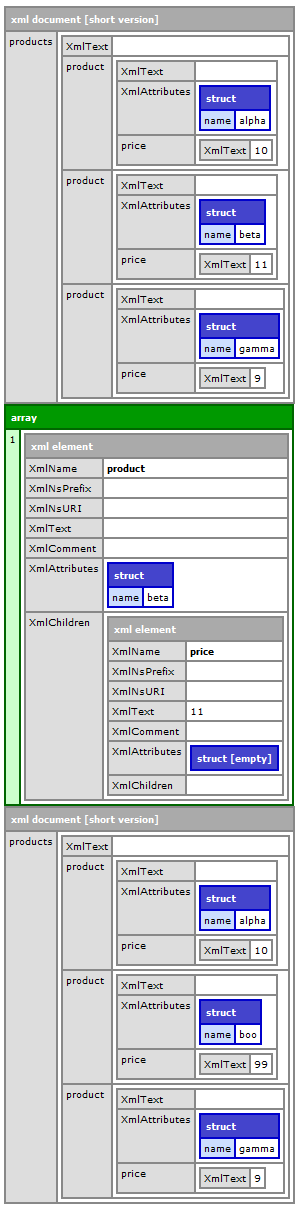 xml document [short version]
products
XmlText
product
XmlText
XmlAttributes
struct
name alpha
price
XmlText 10
product
XmlText
XmlAttributes
struct
name beta
price
XmlText 11
product
XmlText
XmlAttributes
struct
name gamma
price
XmlText 9
array
1
xml element
XmlName product
XmlNsPrefix
XmlNsURI
XmlText
XmlComment
XmlAttributes
struct
name beta
XmlChildren
xml element
XmlName price
XmlNsPrefix
XmlNsURI
XmlText 11
XmlComment
XmlAttributes struct [empty]
XmlChildren
xml document [short version]
products
XmlText
product
XmlText
XmlAttributes
struct
name alpha
price
XmlText 10
product
XmlText
XmlAttributes
struct
name boo
price
XmlText 99
product
XmlText
XmlAttributes
struct
name gamma
price
XmlText 9